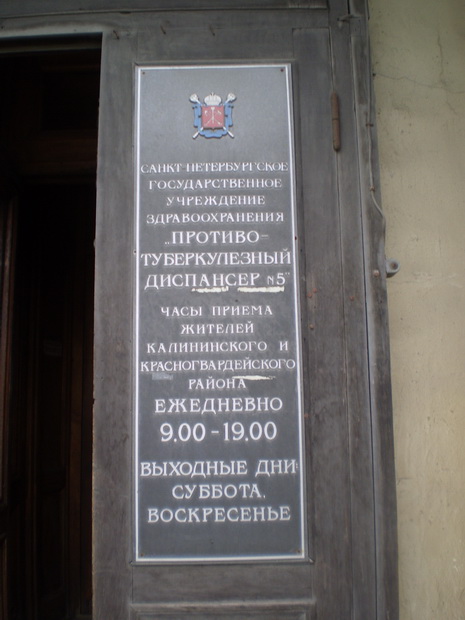 САНКТ-ПЕТЕРБУРГСКОЕ
ГОСУДАРСТВЕННОЕ
УЧРЕЖДЕНИЕ
ЗДРАВООХРАНЕНИЯ
„ПРОТИВО-
ТУБЕРКУЛЕЗНЫЙ
ДИСПАНСЕР №5"
ЧАСЫ ПРИЕМА
ЖИТЕЛЕЙ
КАЛИНИНСКОГО И
КРАСНОГВАРДЕЙСКОГО
РАЙОНА
ЕЖЕДНЕВНО
9.00 - 19.00
ВЫХОДНЫЕ ДНИ:
СУББОТА,
ВОСКРЕСЕНЬЕ